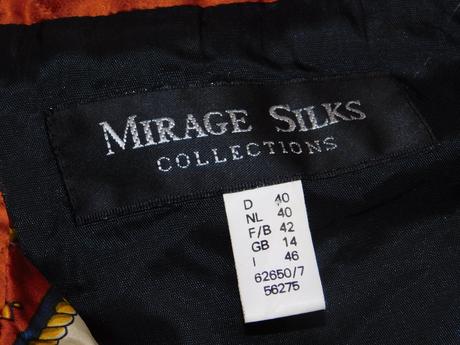 MIRAGE SILKS
COLLECTIONS
D 40
NL 40
F/B 42
GB 14
I 46
62650/7
56275